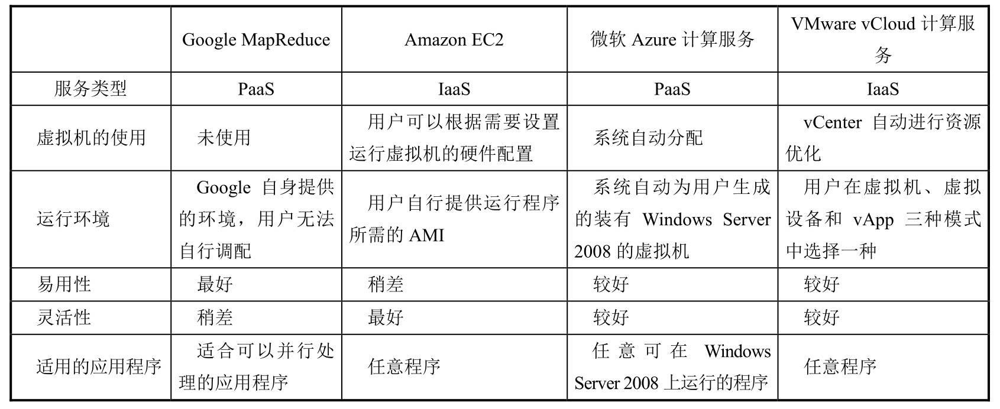 Google MapReduce
Amazon EC2
微软 Azure 计算服务
VMware vCloud 计算服
务
服务类型
PaaS
IaaS
PaaS
IaaS
虚拟机的使用
未使用
用户可以根据需要设置
运行虚拟机的硬件配置
系统自动分配
vCenter 自动进行资源
优化
运行环境
Google 自身提供
的环境，用户无法
自行调配
用户自行提供运行程序
所需的 AMI
系统自动为用户生成
的装有 Windows Server
2008 的虚拟机
用户在虚拟机、虚拟
设备和 vApp 三种模式
中选择一种
易用性
最好
稍差
较好
较好
灵活性
稍差
最好
较好
较好
适用的应用程序
适合可以并行处
理的应用程序
任意程序
任意可在 Windows
Server 2008 上运行的程序
任意程序